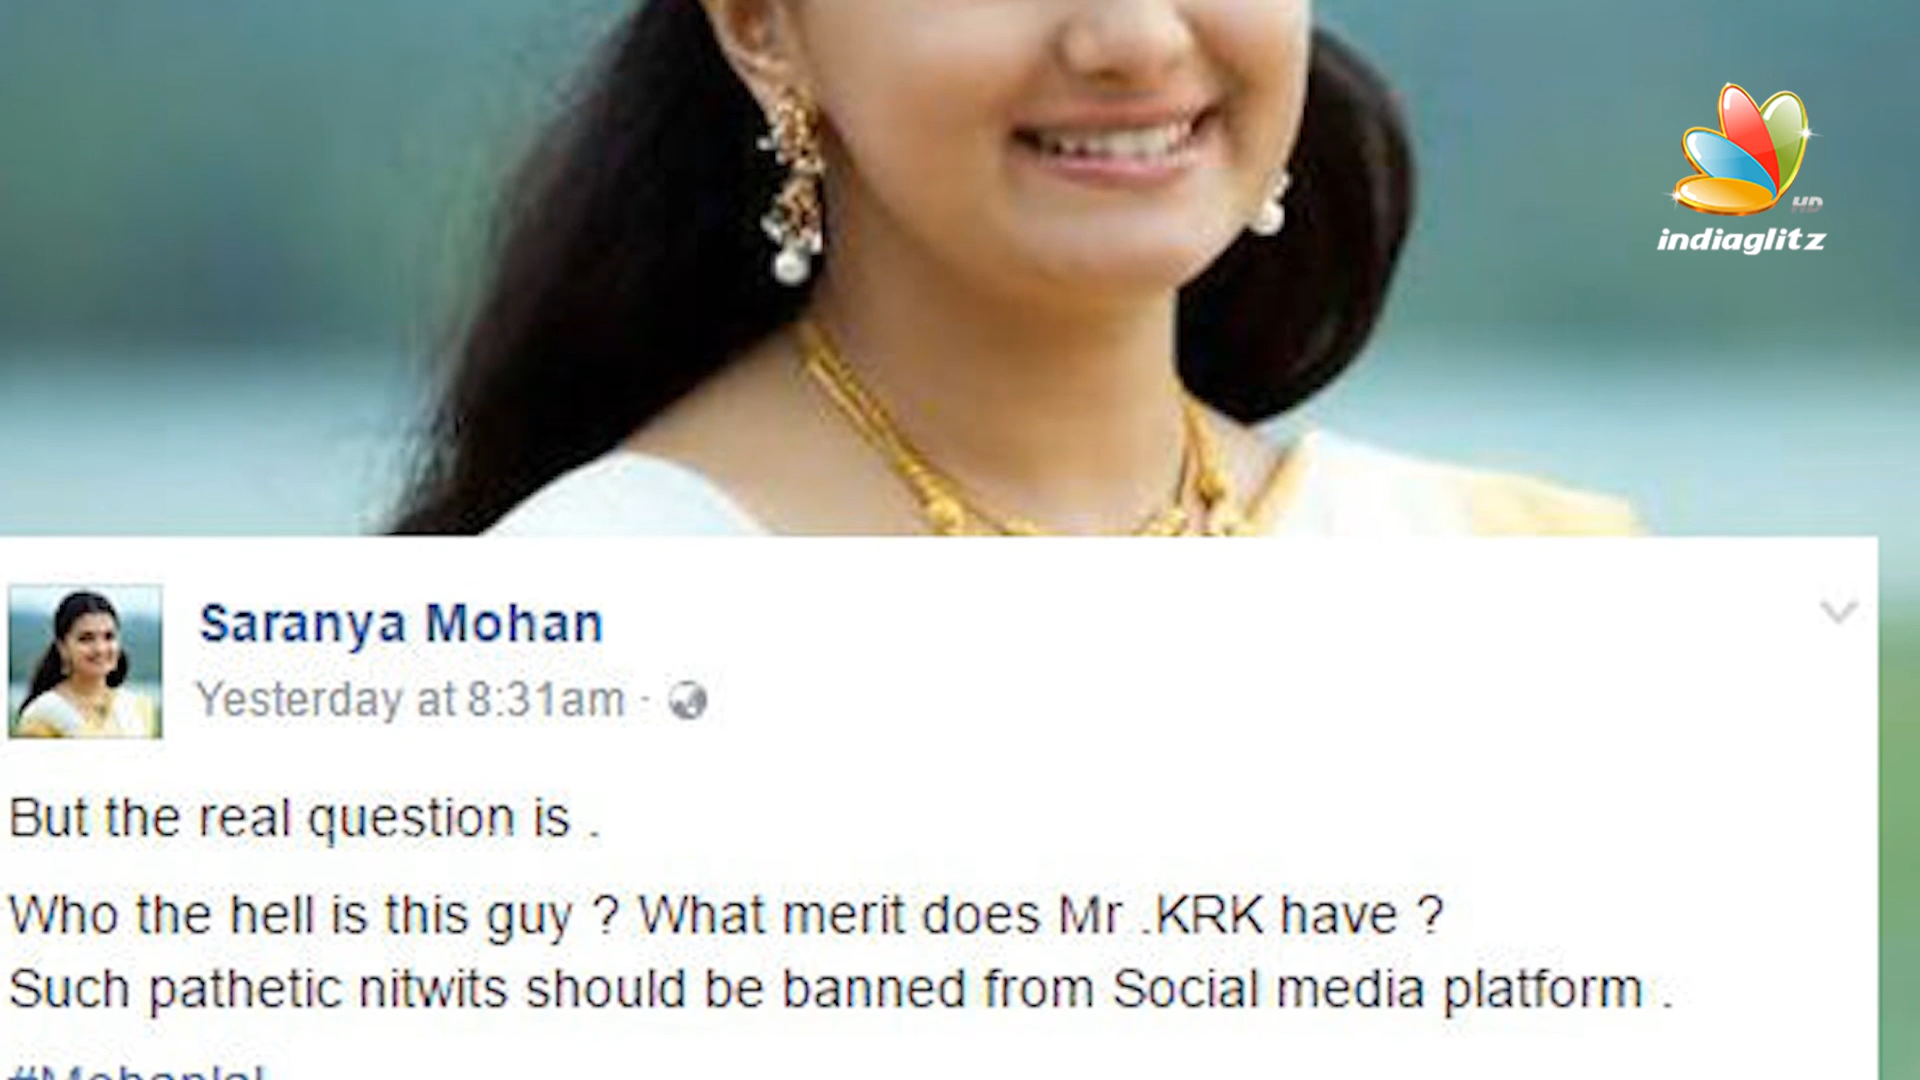 HD
indiaglitz
Saranya Mohan
Yesterday at 8:31am ·
But the real question is .
Who the hell is this guy ? What merit does Mr .KRK have ?
Such pathetic nitwits should be banned from Social media platform .
#Mohanlal